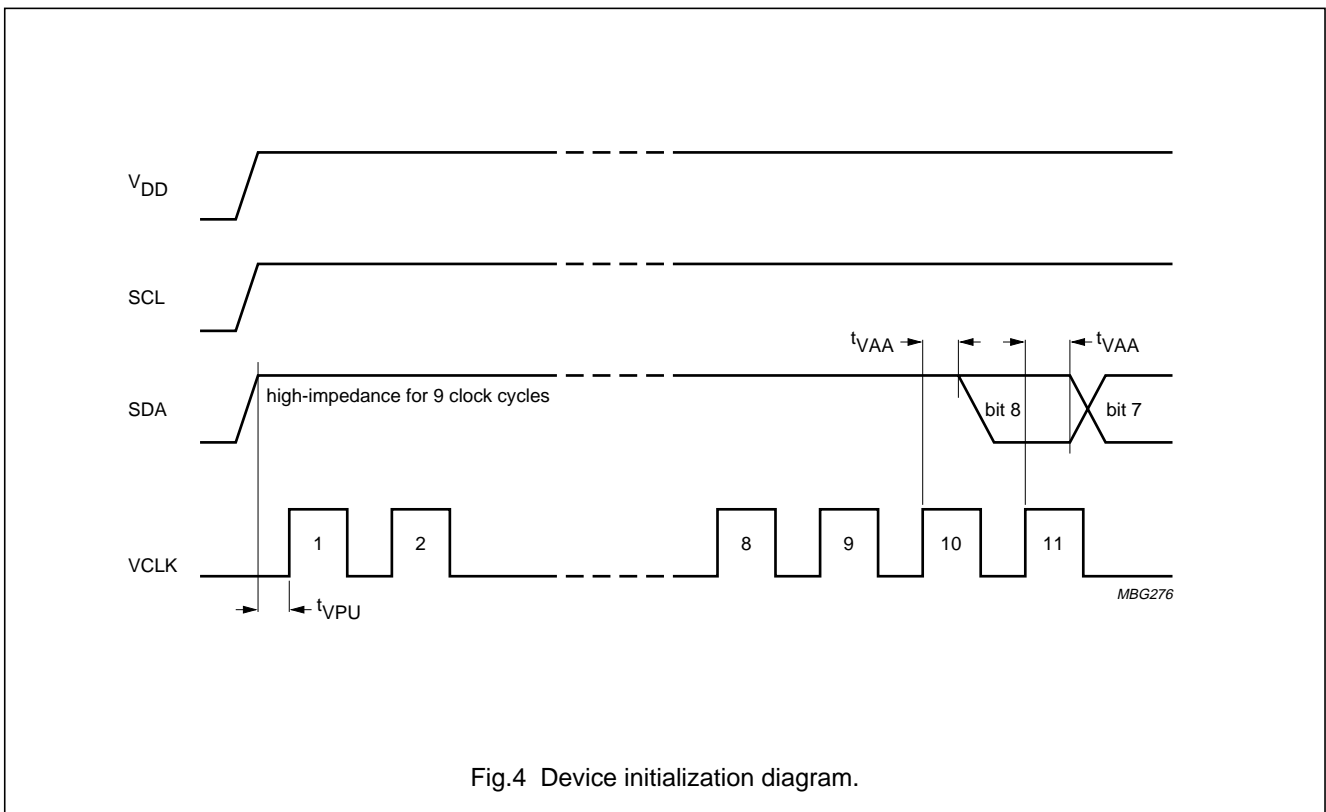 VDD
SCL
tVAA
tVAA
SDA
high-impedance for 9 clock cycles
bit 8
bit 7
VCLK
1
2
8
9
10
11
MBG276
tVPU
Fig.4 Device initialization diagram.